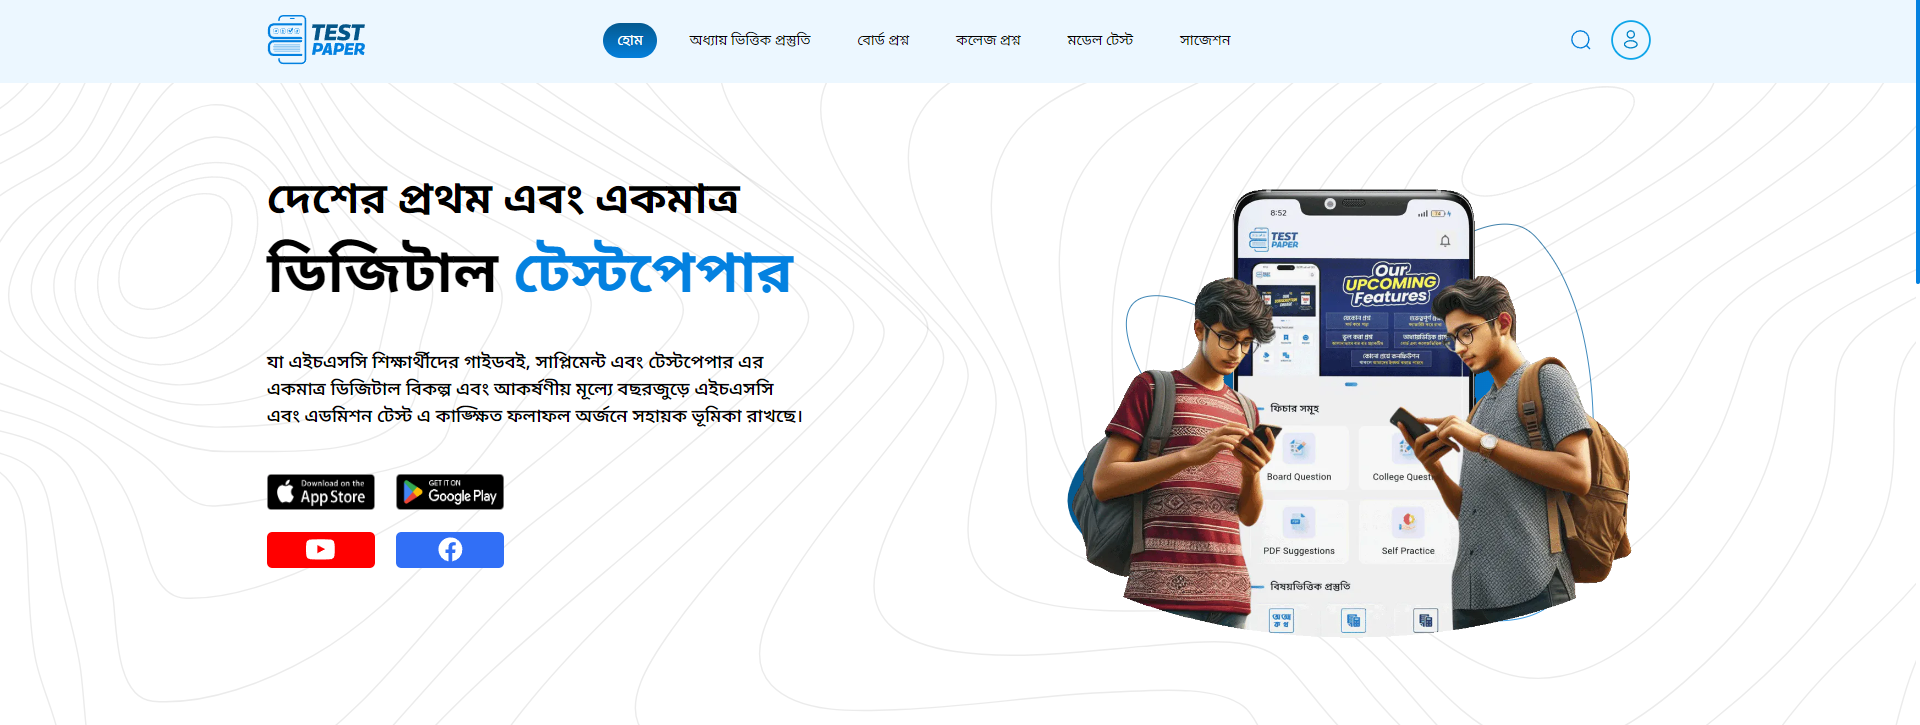 TEST
PAPER
হোম
অধ্যায় ভিত্তিক প্রস্তুতি
বোর্ড প্রশ্ন
কলেজ প্রশ্ন
মডেল টেস্ট
সাজেশন
দেশের প্রথম এবং একমাত্র
ডিজিটাল টেস্টপেপার
যা এইচএসসি শিক্ষার্থীদের গাইডবই, সাপ্লিমেন্ট এবং টেস্টপেপার এর
একমাত্র ডিজিটাল বিকল্প এবং আকর্ষণীয় মূল্যে বছরজুড়ে এইচএসসি
এবং এডমিশন টেস্ট এ কাঙ্ক্ষিত ফলাফল অর্জনে সহায়ক ভূমিকা রাখছে।
Download on the
App Store
GET IT ON
Google Play
8:52
TEST
PAPER
Our
UPCOMING
Features
ফিচার সমূহ
Board Question
College
PDF Suggestions
Self Practice
বিষয়ভিত্তিক প্রস্তুতি
অ আ
ক খ